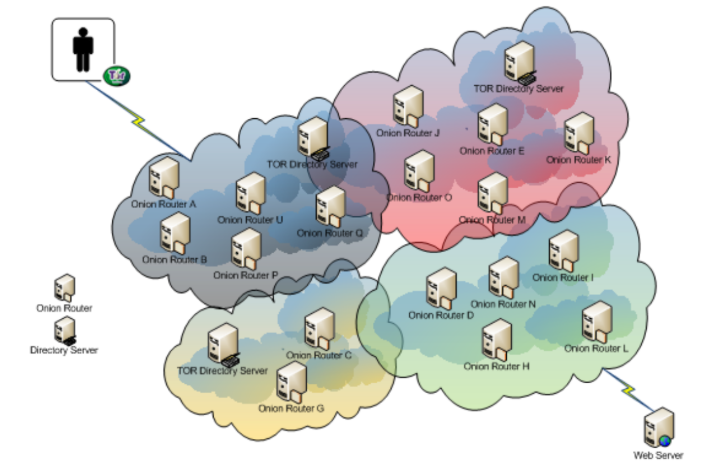 Tor
TOR Directory Server
Onion Router J
Onion Router E
Onion Router K
TOR Directory Server
Onion Router O
Onion Router A
Onion Router U
Onion Router M
Onion Router Q
Onion Router B
Onion Router P
Onion Router I
Onion Router N
Onion Router D
Onion Router
Directory Server
Onion Router C
Onion Router L
TOR Directory Server
Onion Router H
Onion Router G
Web Server